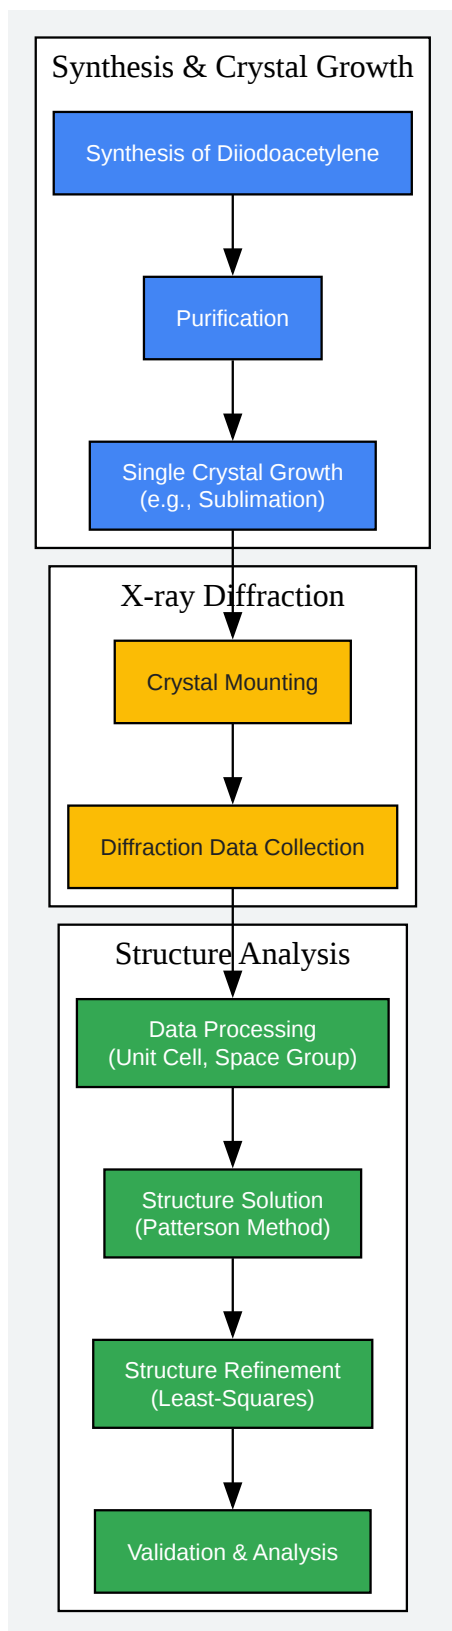 Synthesis & Crystal Growth
Synthesis of Diiodoacetylene
Purification
Single Crystal Growth
(e.g., Sublimation)
X-ray Diffraction
Crystal Mounting
Diffraction Data Collection
Structure Analysis
Data Processing
(Unit Cell, Space Group)
Structure Solution
(Patterson Method)
Structure Refinement
(Least-Squares)
Validation & Analysis